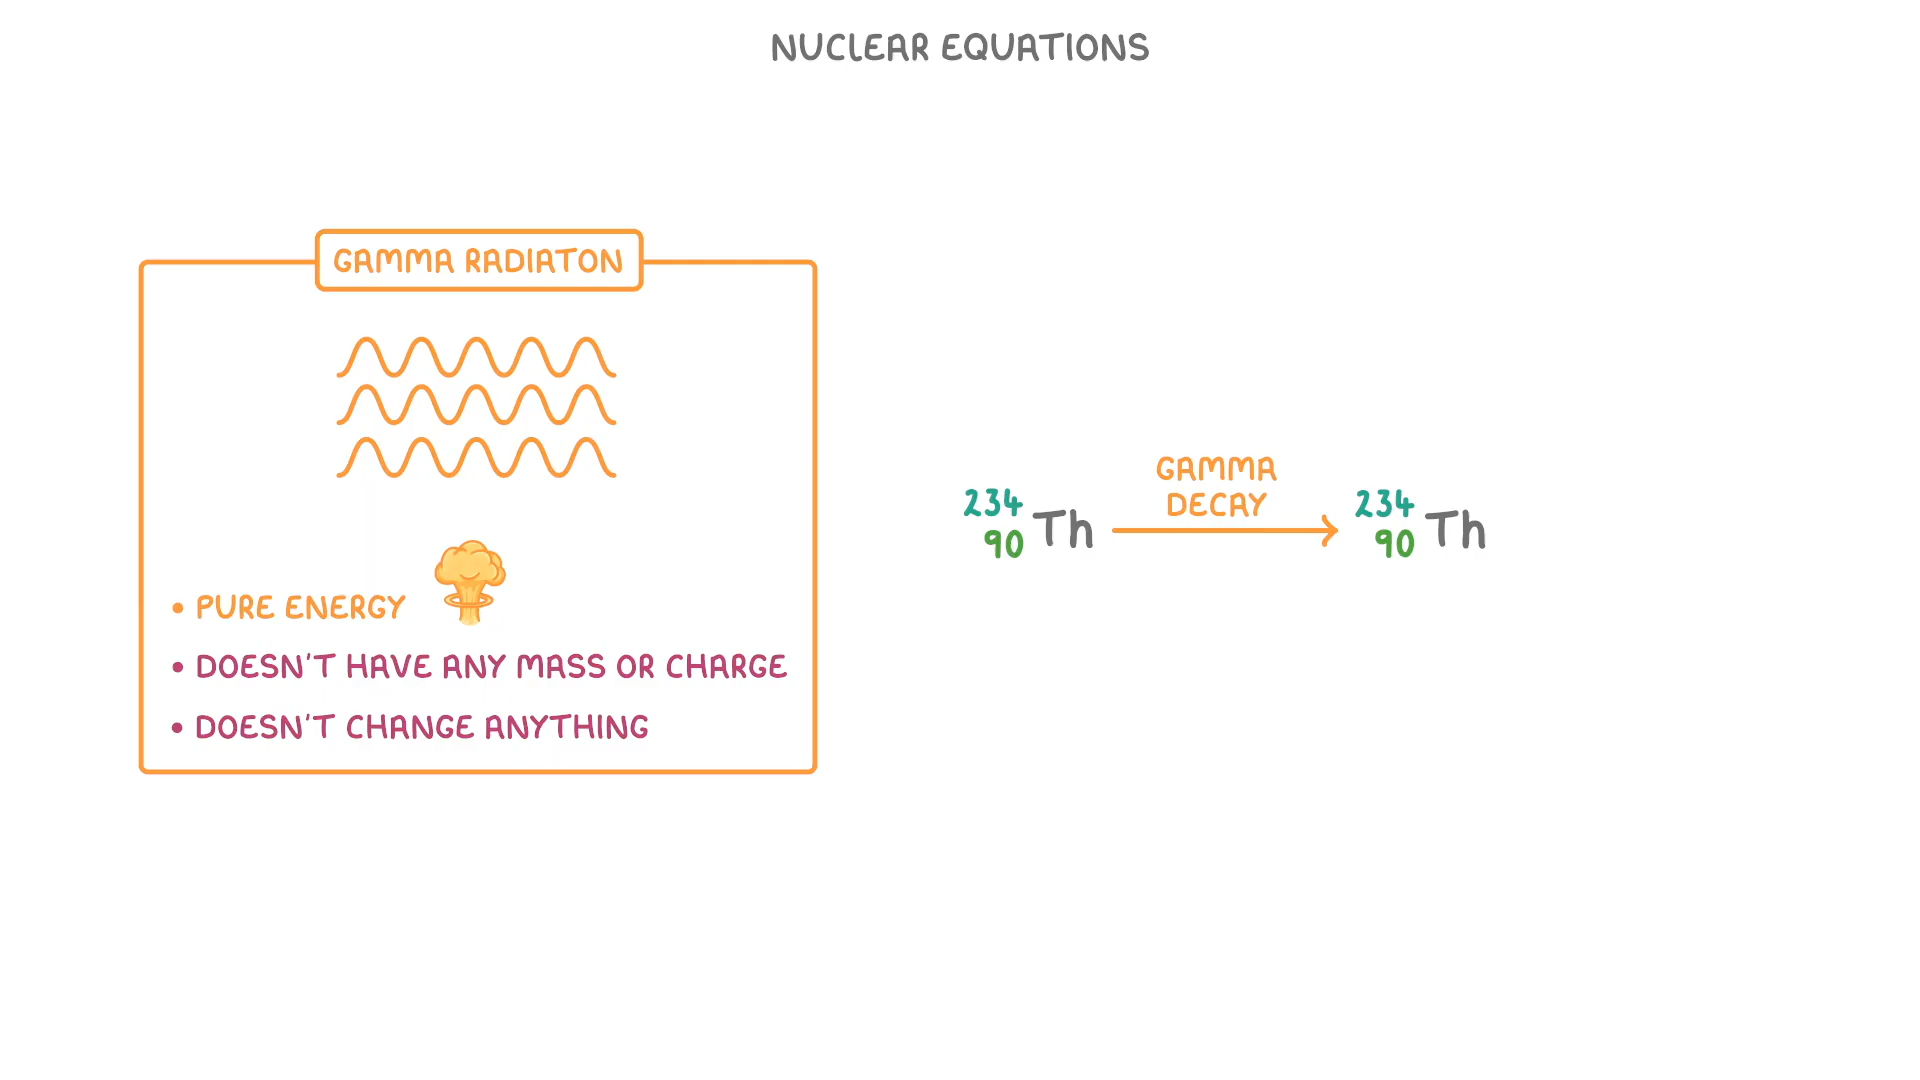 NUCLEAR EQUATIONS
GAMMA RADIATON
• PURE ENERGY
• DOESN'T HAVE ANY MASS OR CHARGE
• DOESN'T CHANGE ANYTHING
GAMMA
DECAY
234
90 Th
234
90 Th